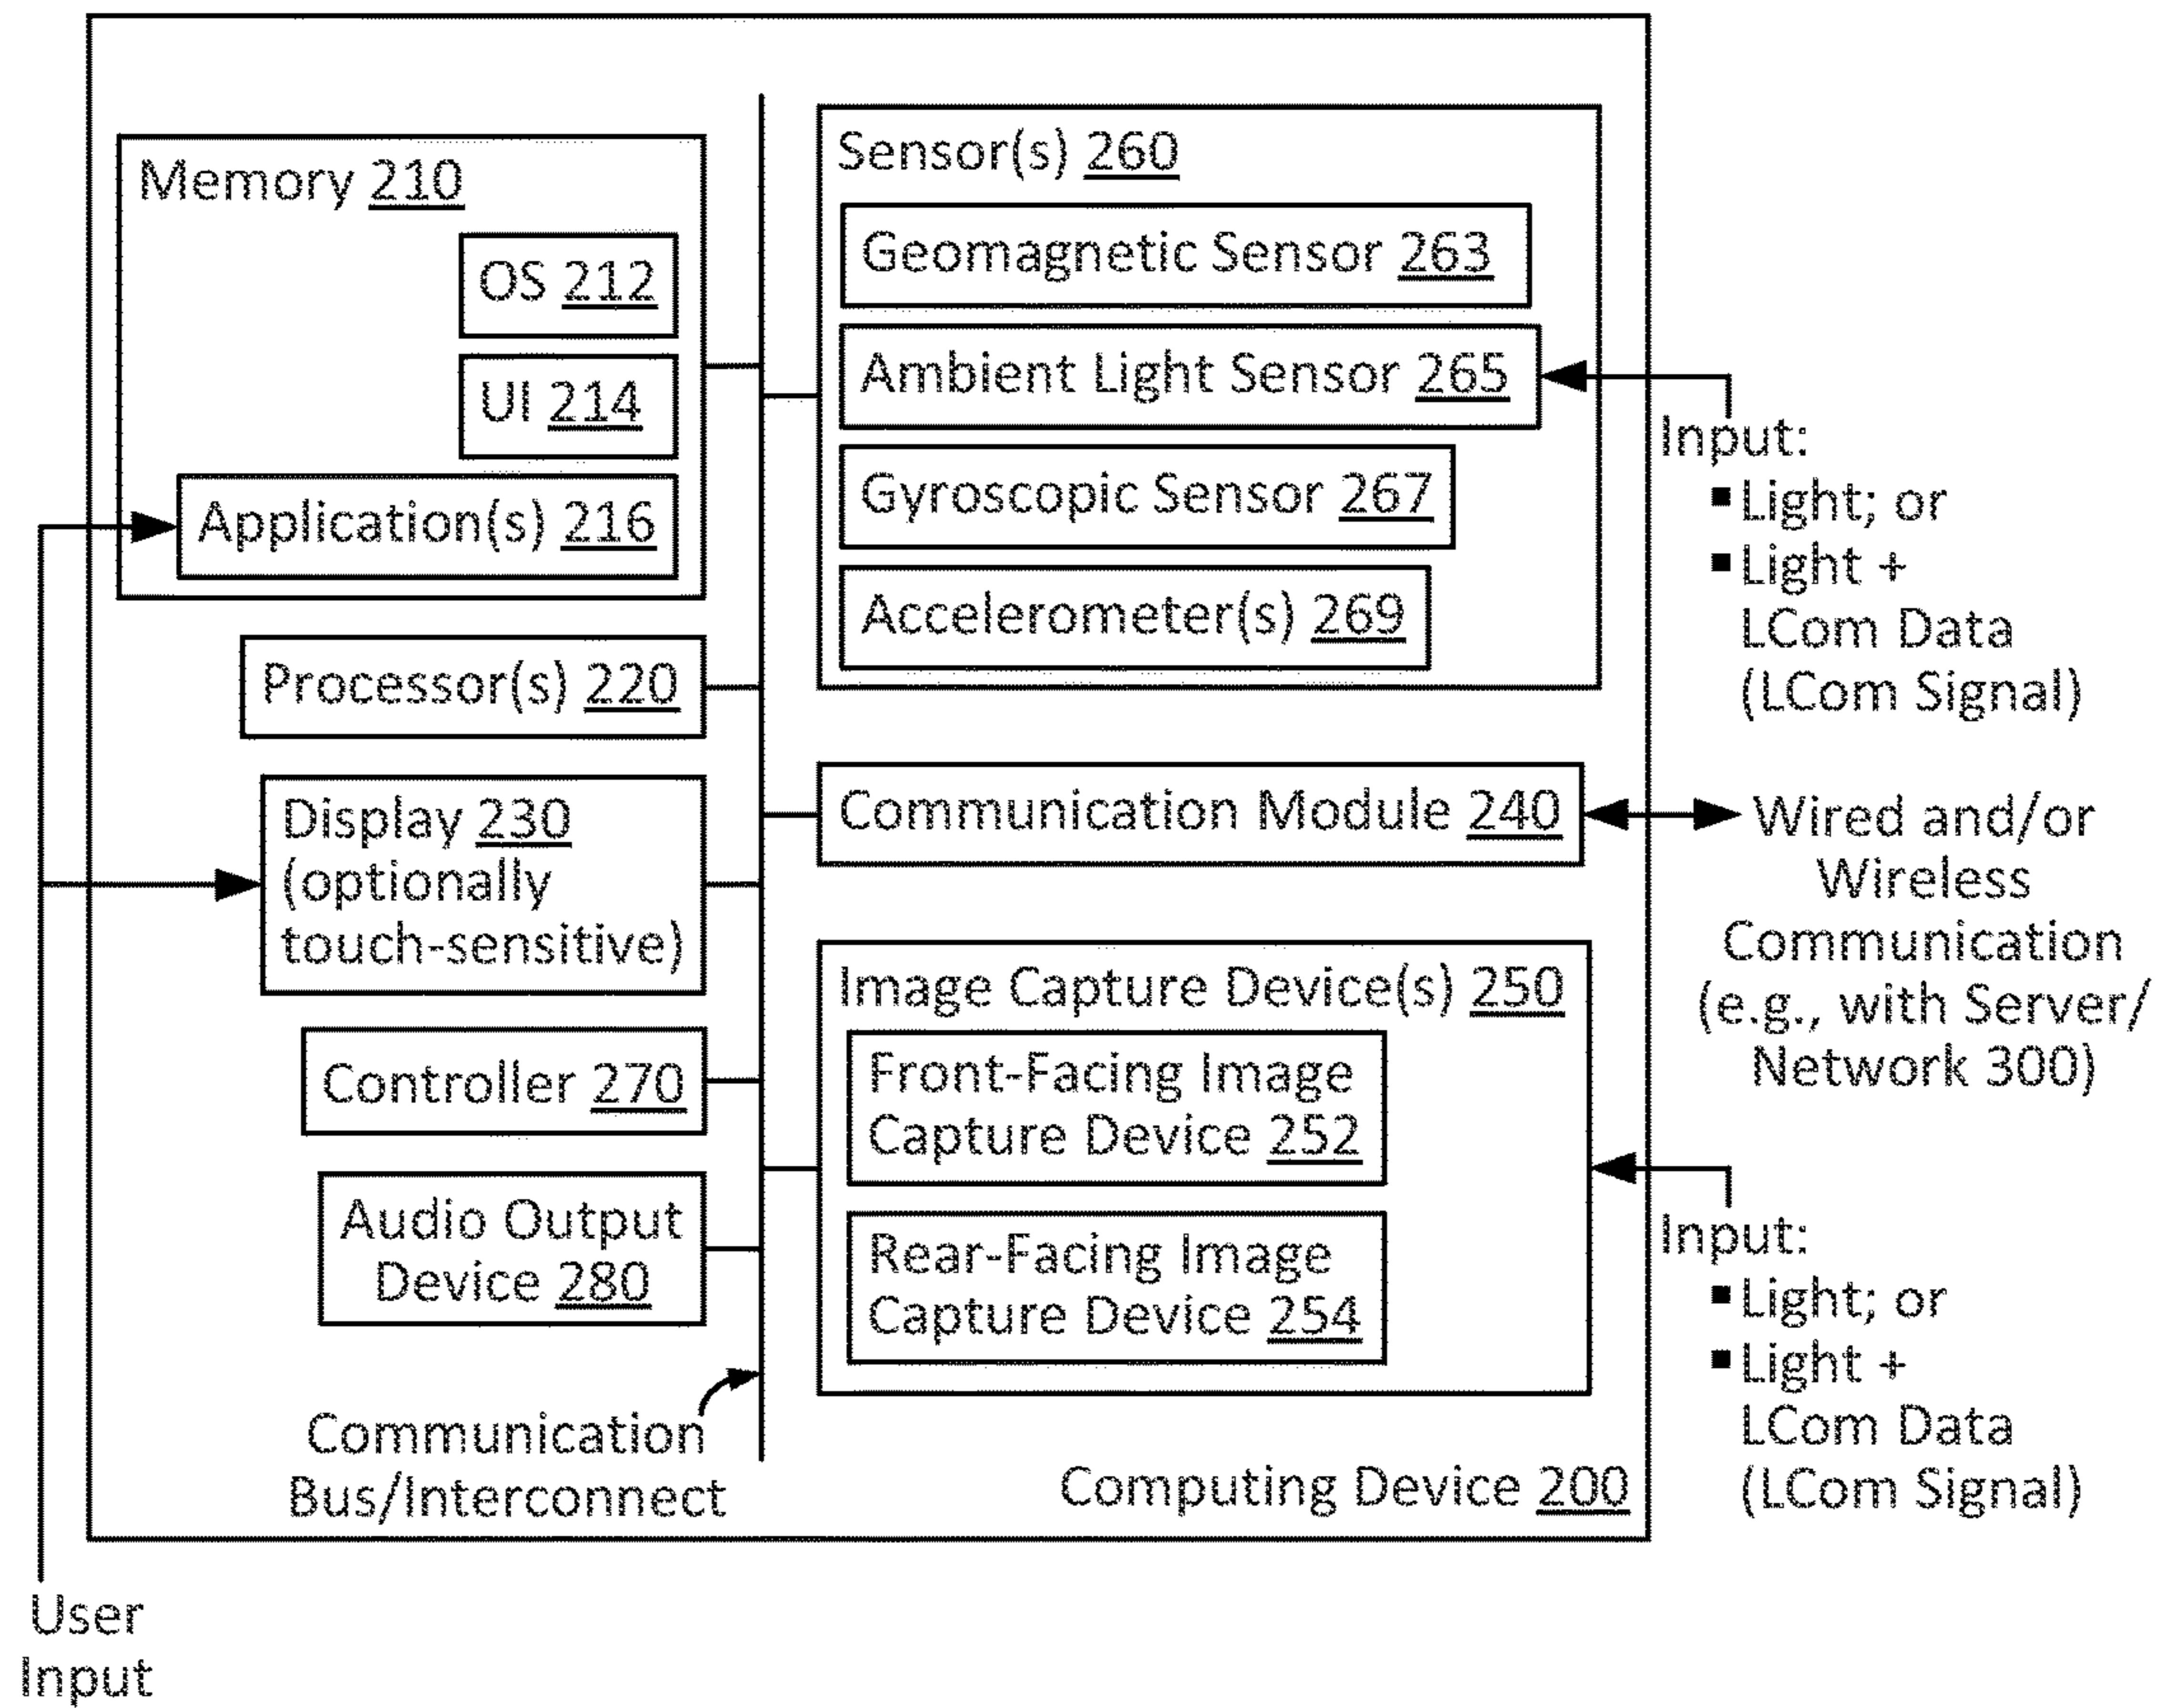 Memory 210
OS 212
UI 214
Application(s) 216
Processor(s) 220
Display 230
(optionally
touch-sensitive)
Controller 270
Audio Output
Device 280
Communication
Bus/Interconnect
Sensor(s) 260
Geomagnetic Sensor 263
Ambient Light Sensor 265
Gyroscopic Sensor 267
Accelerometer(s) 269
Communication Module 240
Image Capture Device(s) 250
Front-Facing Image
Capture Device 252
Rear-Facing Image
Capture Device 254
Computing Device 200
Input:
▪ Light; or
▪ Light +
LCom Data
(LCom Signal)
Wired and/or
Wireless
Communication
(e.g., with Server/
Network 300)
Input:
▪ Light; or
▪ Light +
LCom Data
(LCom Signal)
User
Input